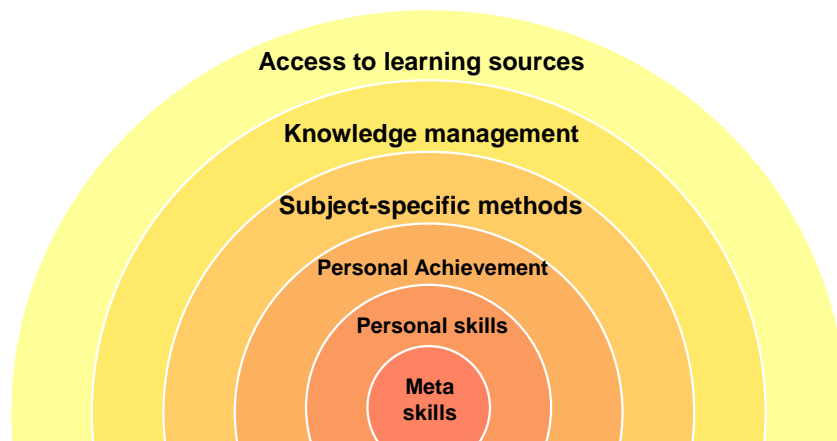 Access to learning sources
Knowledge management
Subject-specific methods
Personal Achievement
Personal skills
Meta
skills